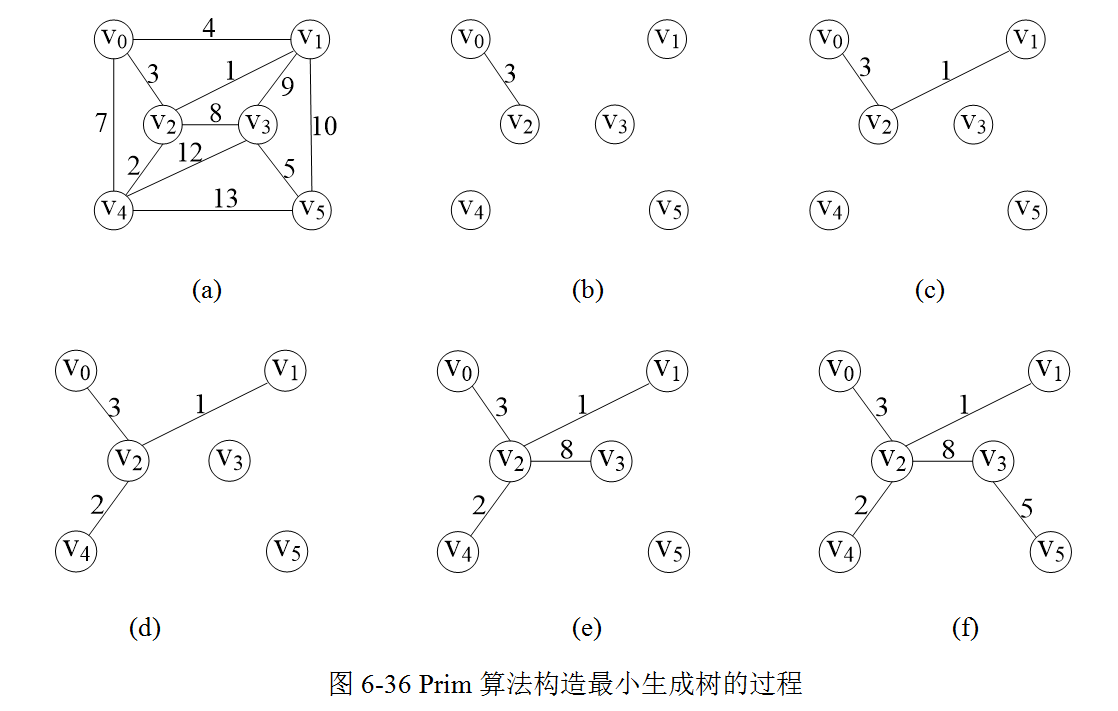 v₀ 4 v₁
3 1 9
7 v₂ 8 v₃ 10
2 12 5
v₄ 13 v₅
(a)
v₀ v₁
3
v₂ v₃
v₄ v₅
(b)
v₀ v₁
3 1
v₂ v₃
v₄ v₅
(c)
v₀ v₁
3 1
v₂ v₃
2
v₄ v₅
(d)
v₀ v₁
3 1
v₂ 8 v₃
2
v₄ v₅
(e)
v₀ v₁
3 1
v₂ 8 v₃
2 5
v₄ v₅
(f)
图 6-36 Prim 算法构造最小生成树的过程